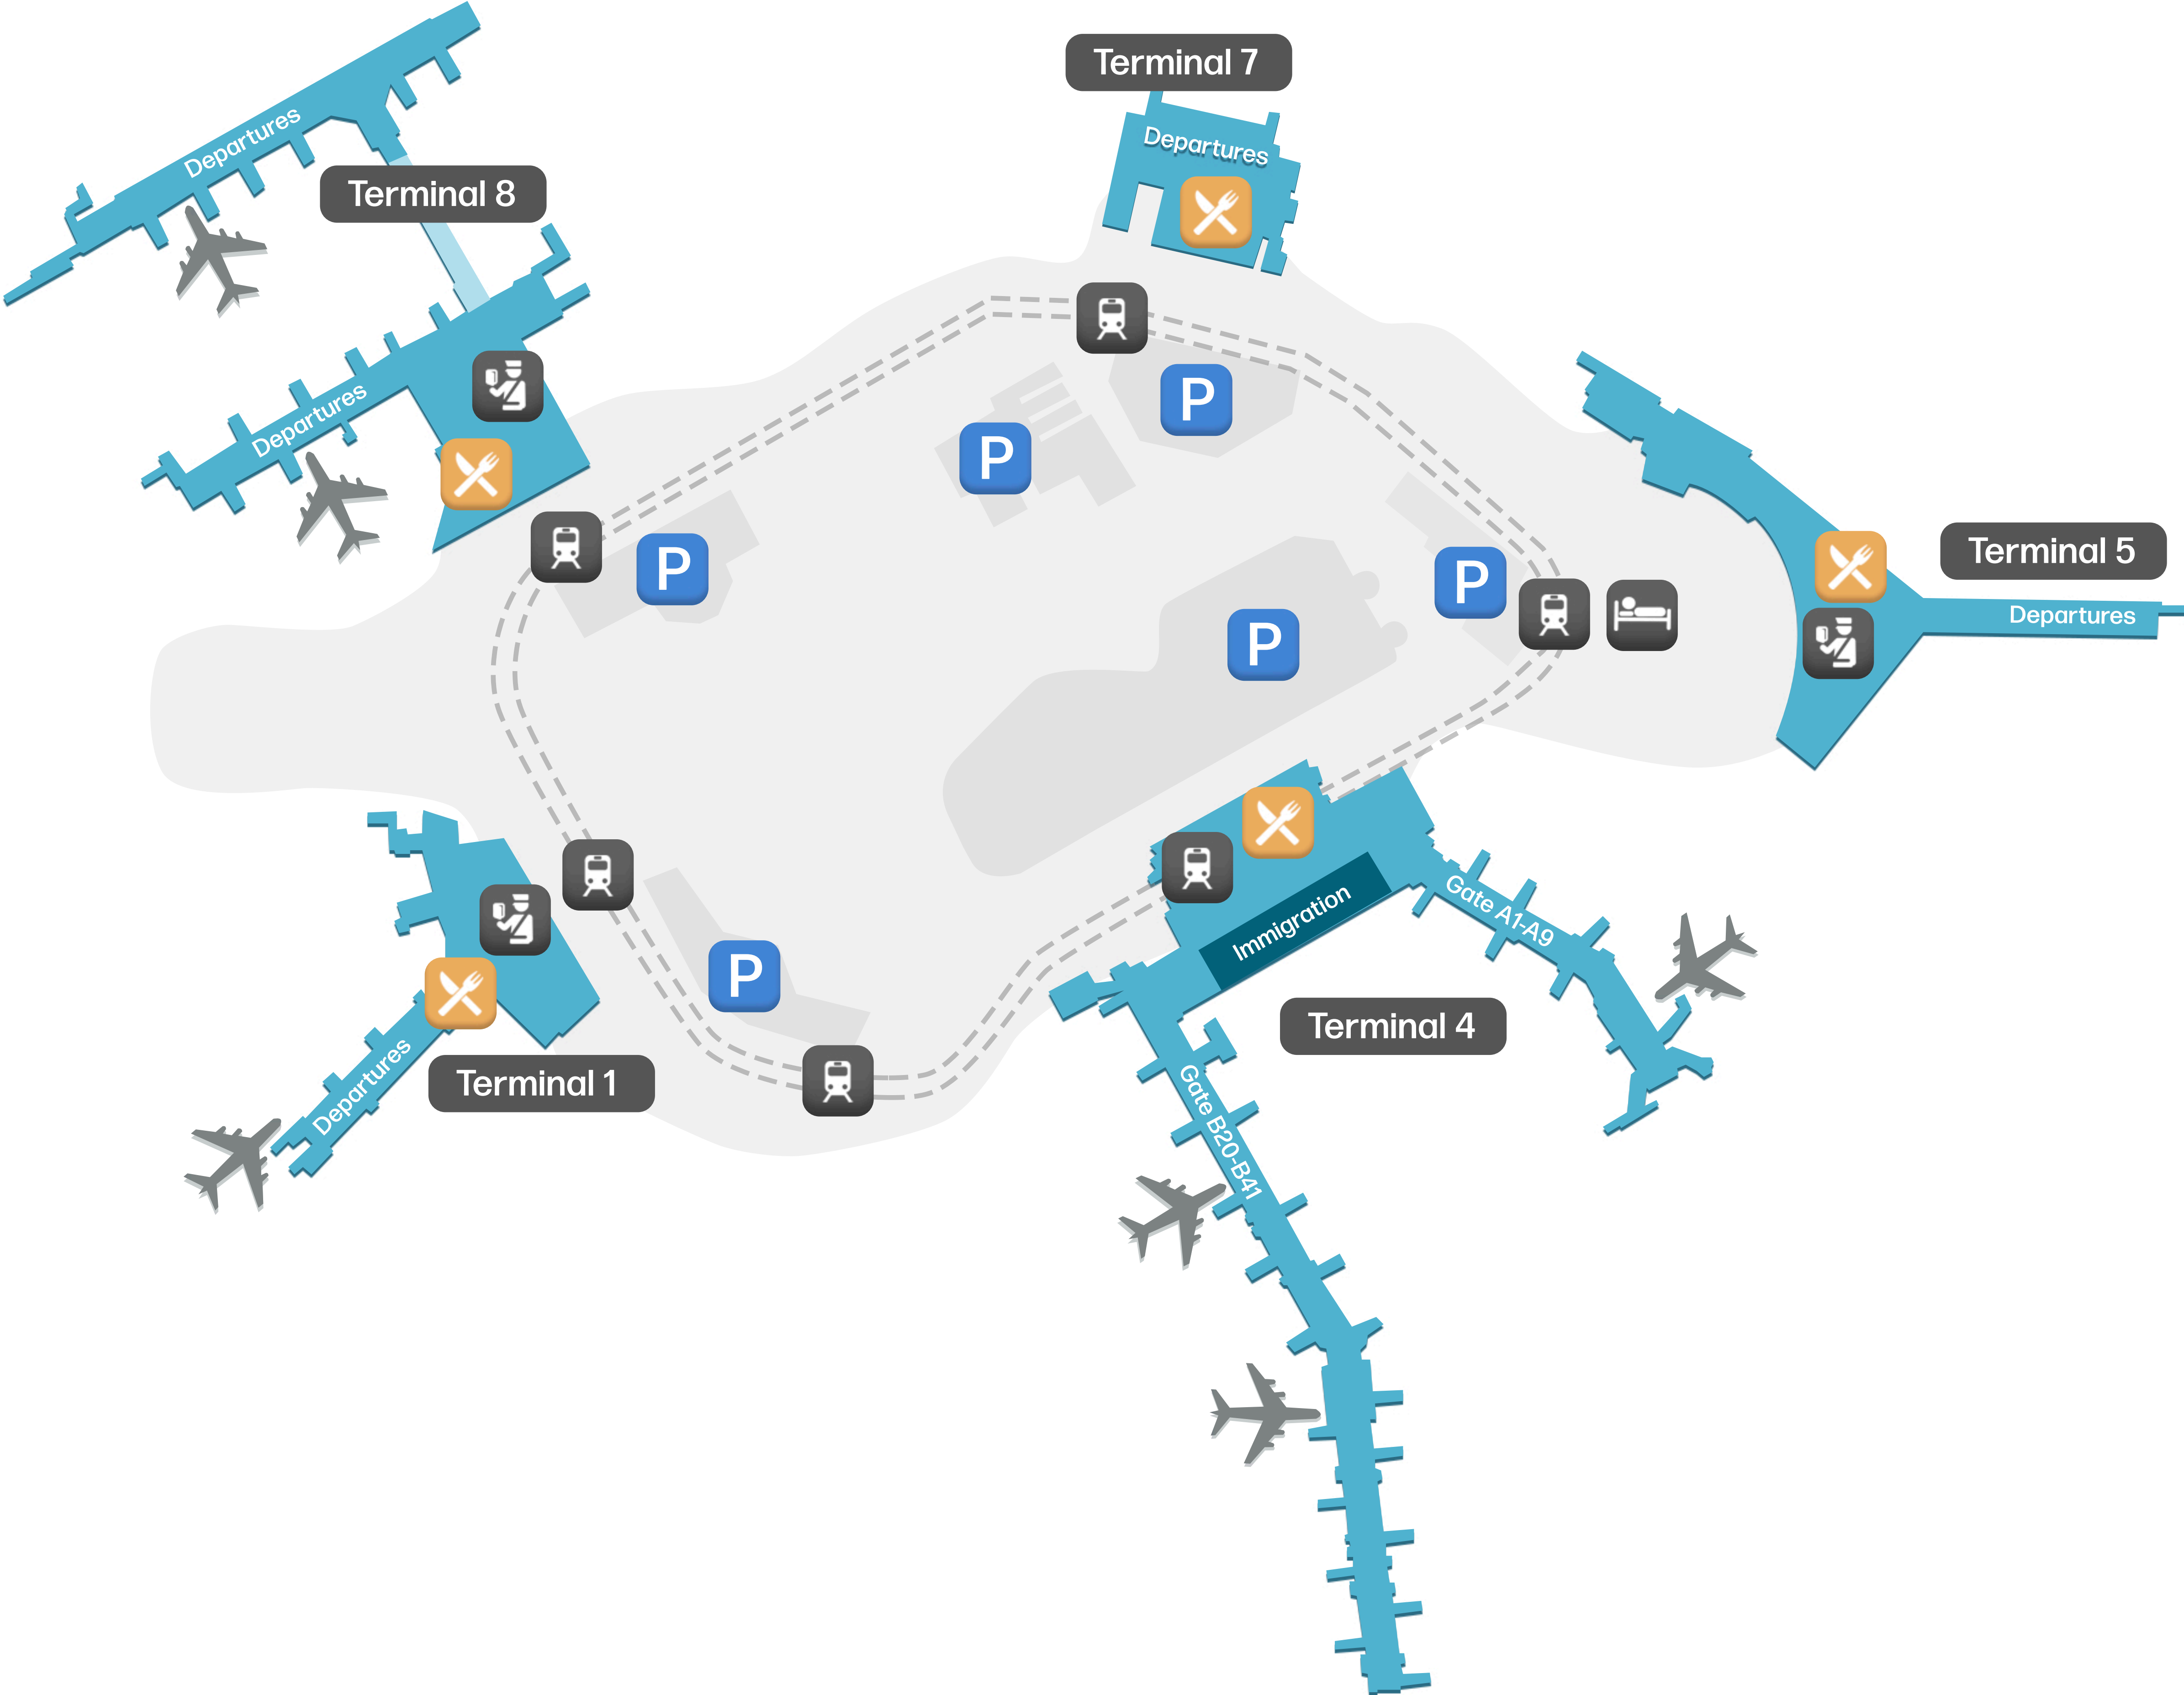 Terminal 7
Departures
Departures
Terminal 8
Departures
P
P
P
P
P
Terminal 5
Departures
Immigration
Gate A1-A9
P
Terminal 4
Departures
Terminal 1
Gate B20-B41